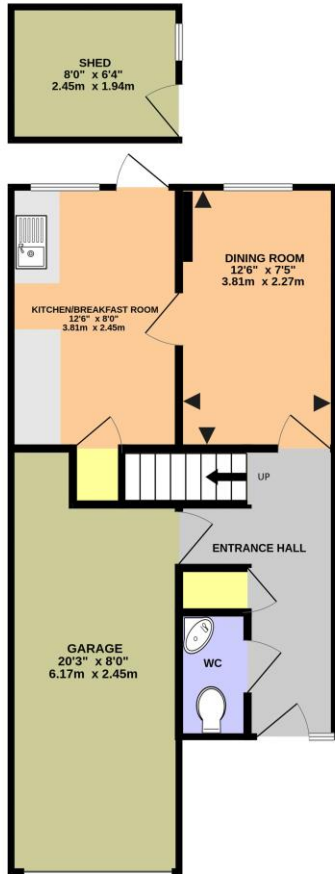 SHED
8'0" x 6'4"
2.45m x 1.94m
DINING ROOM
12'6" x 7'5"
3.81m x 2.27m
KITCHEN/BREAKFAST ROOM
12'6" x 8'0"
3.81m x 2.45m
UP
ENTRANCE HALL
GARAGE
20'3" x 8'0"
6.17m x 2.45m
WC